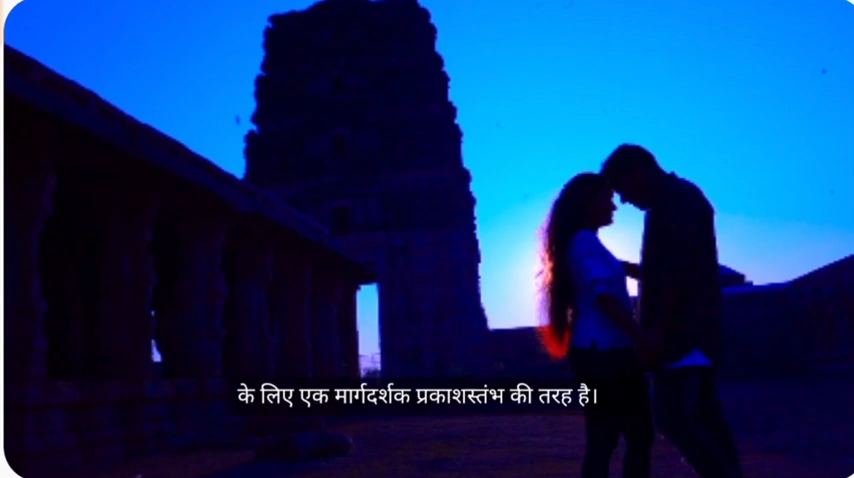 के लिए एक मार्गदर्शक प्रकाशस्तंभ की तरह है।